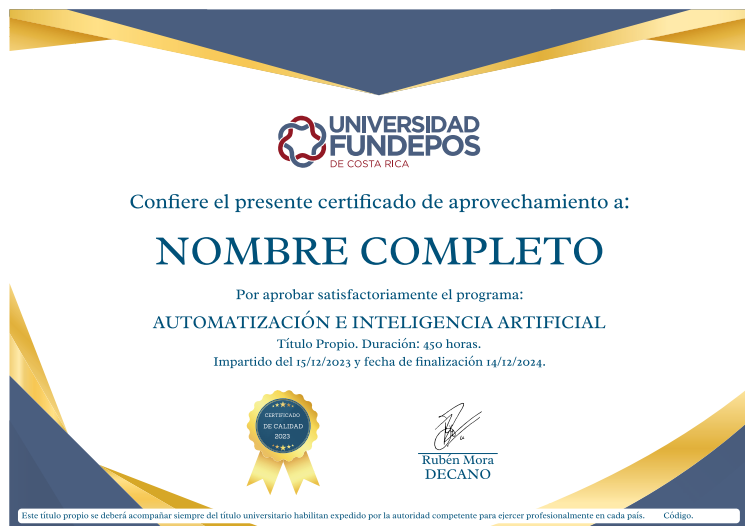 UNIVERSIDAD
FUNDEPOS
DE COSTA RICA
Confiere el presente certificado de aprovechamiento a:
NOMBRE COMPLETO
Por aprobar satisfactoriamente el programa:
AUTOMATIZACIÓN E INTELIGENCIA ARTIFICIAL
Título Propio. Duración: 450 horas.
Impartido del 15/12/2023 y fecha de finalización 14/12/2024.
CERTIFICADO
DE CALIDAD
2023
Rubén Mora
DECANO
Este título propio se deberá acompañar siempre del título universitario habilitan expedido por la autoridad competente para ejercer profesionalmente en cada país. Código.